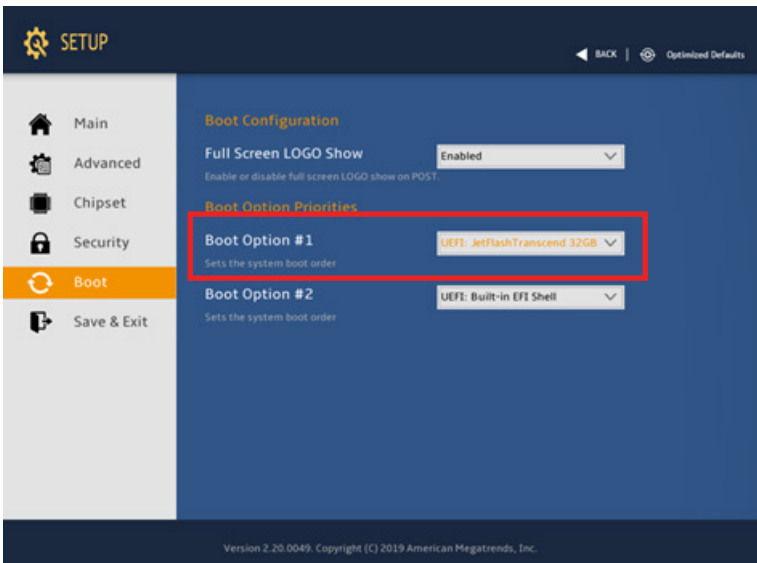 SETUP
BACK | Optimized Defaults
Main
Advanced
Chipset
Security
Boot
Save & Exit
Boot Configuration
Full Screen LOGO Show
Enabled
Enable or disable full screen LOGO show on POST.
Boot Option Priorities
Boot Option #1
UEFI: JetFlashTranscend 32GB
Sets the system boot order
Boot Option #2
UEFI: Built-in EFI Shell
Sets the system boot order
Version 2.20.0049. Copyright (C) 2019 American Megatrends, Inc.